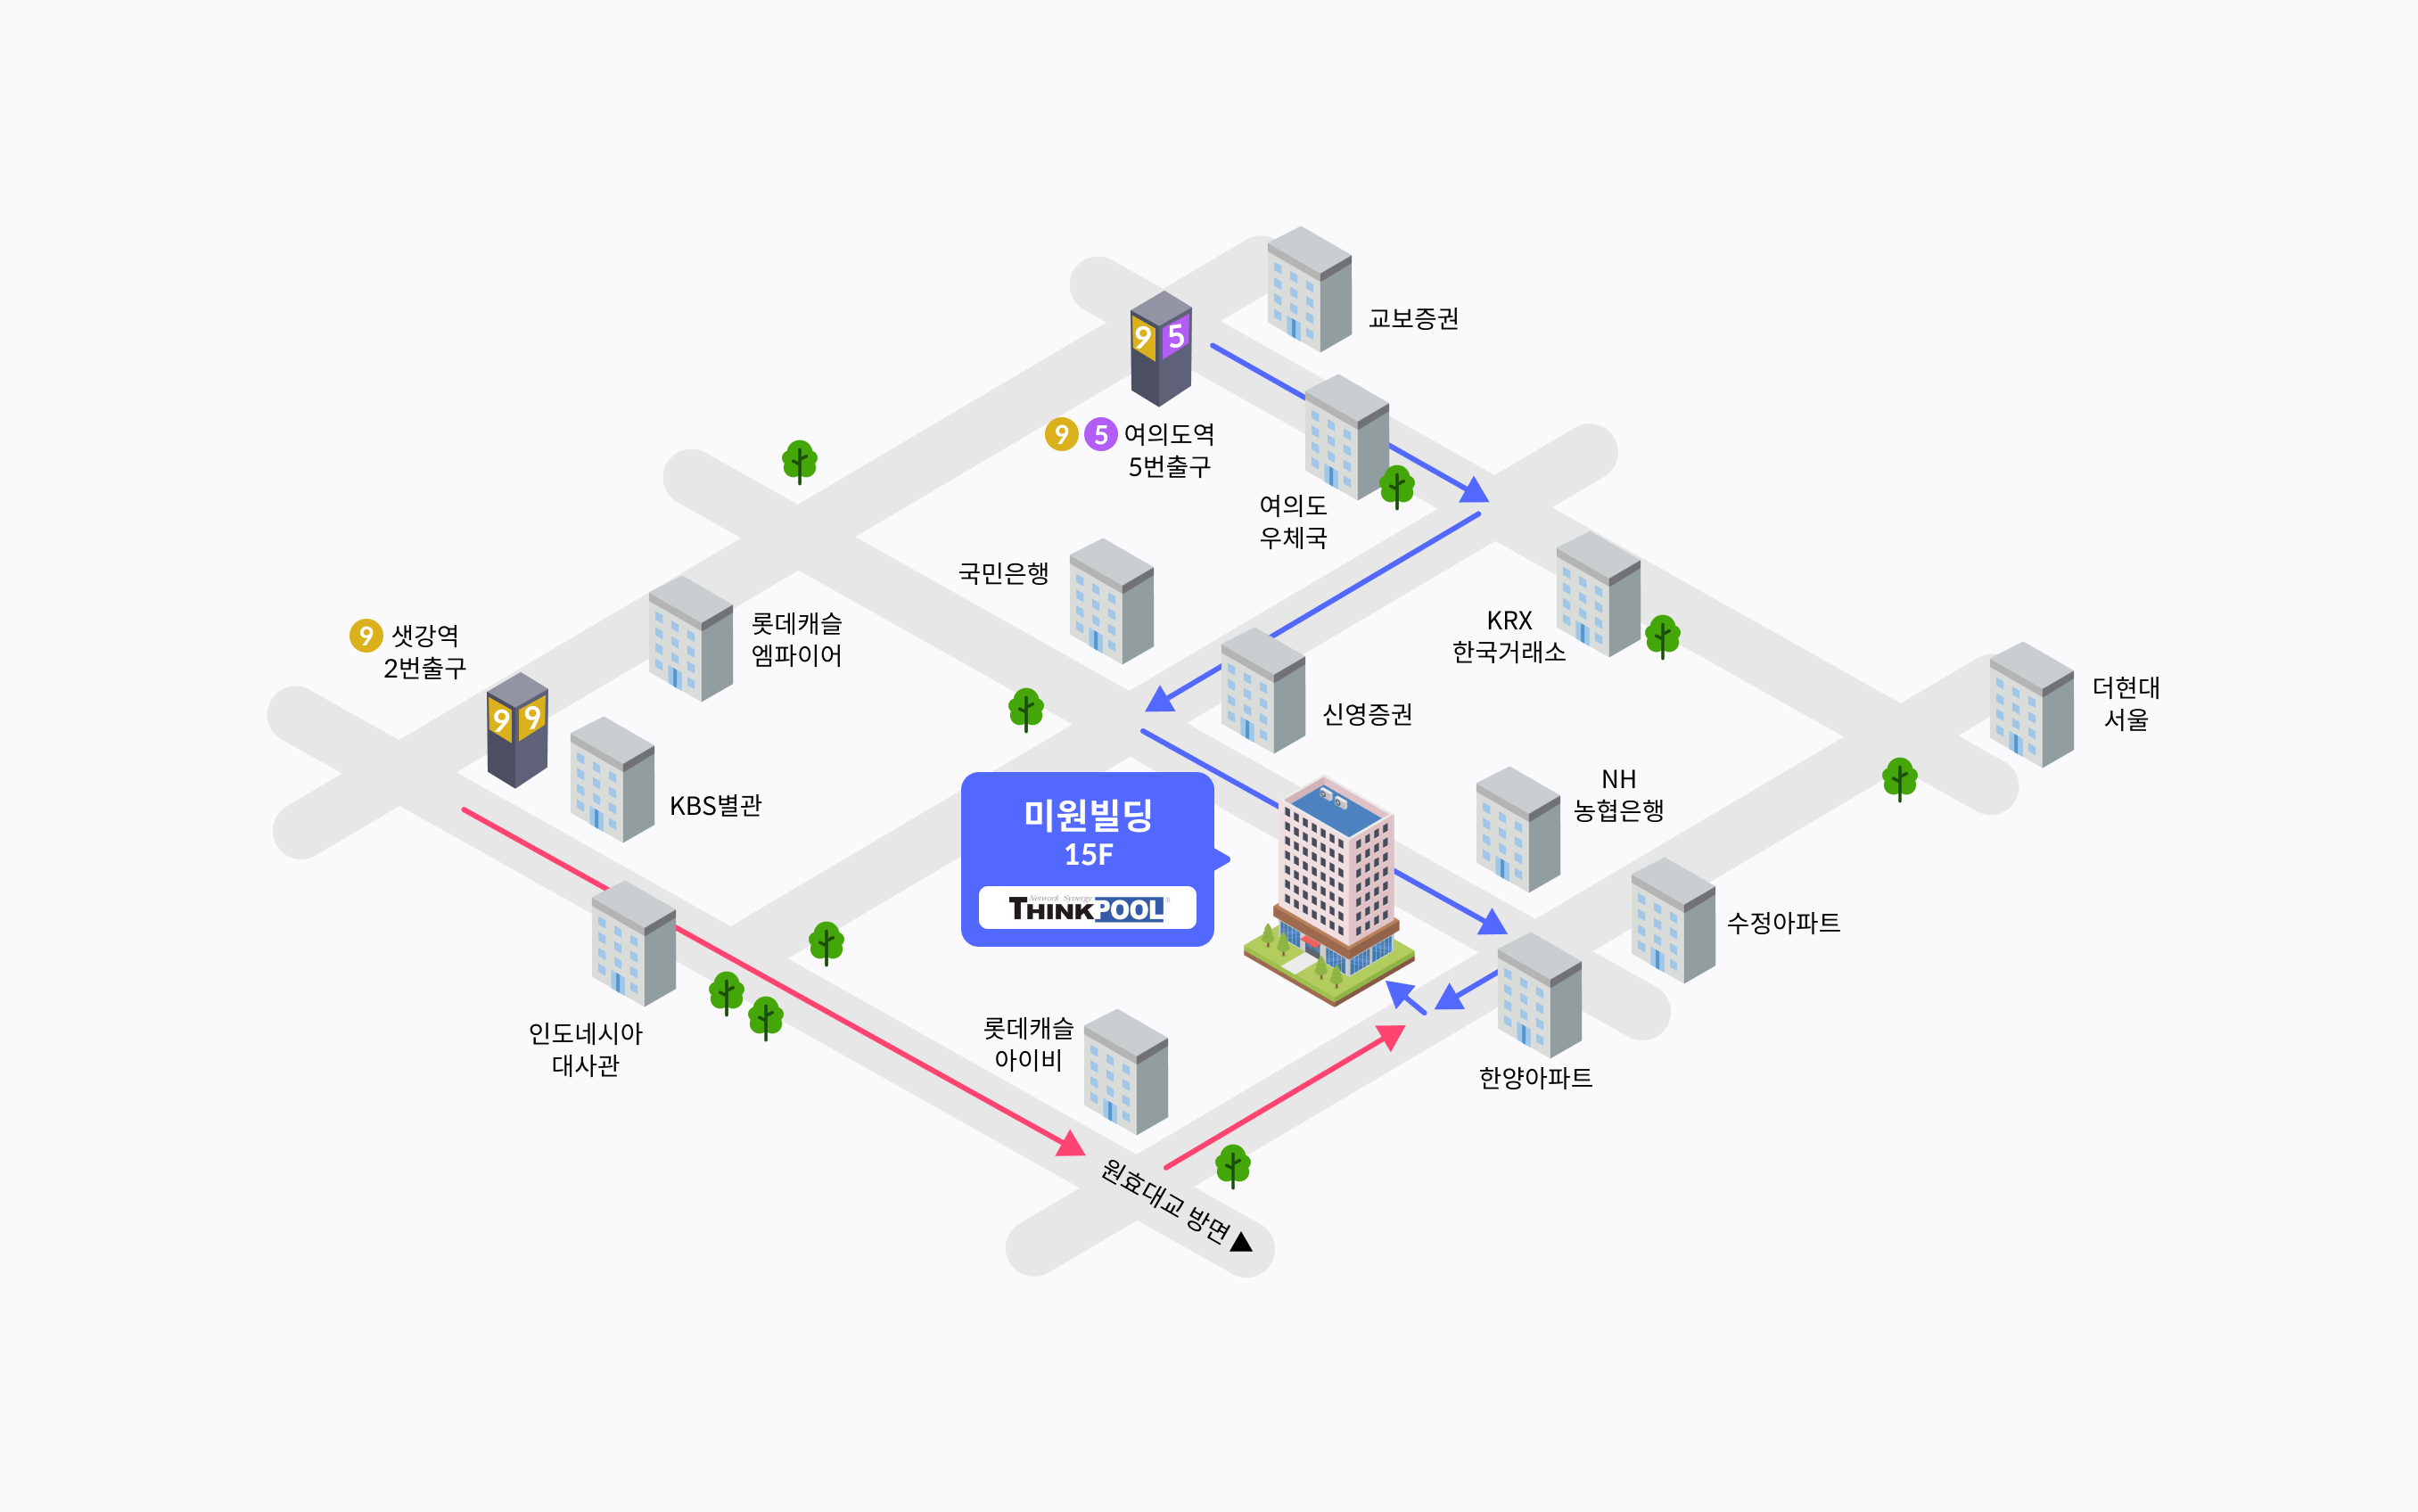 교보증권
9 5
9 5 여의도역
5번출구
여의도
우체국
국민은행
KRX
한국거래소
롯데캐슬
엠파이어
9 샛강역
2번출구
9 9
더현대
서울
신영증권
KBS별관
NH
농협은행
미원빌딩
15F
Network Synergy
THINKPOOL®
수정아파트
인도네시아
대사관
롯데캐슬
아이비
한양아파트
원효대교 방면▲